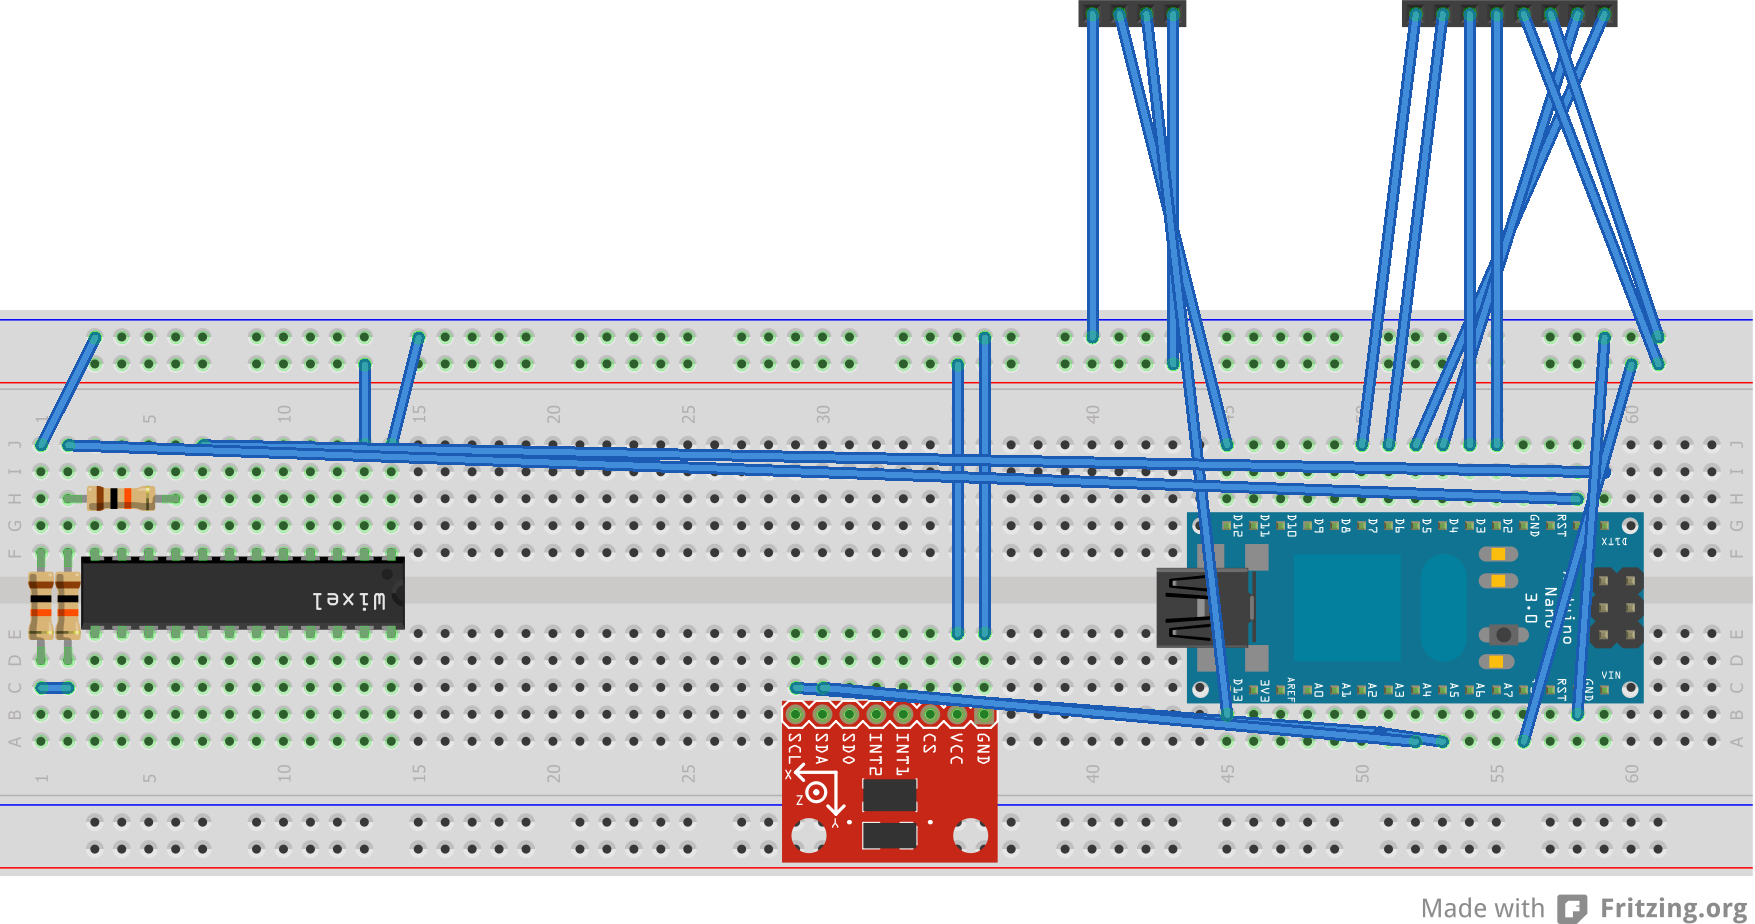 1 5 10 15 20 25 30 40 45 50 60
J J
I I
H H
G G
F F
D12 D11 D10 D9 D8 D7 D6 D5 D4 D3 D2 GND RST
D1TX
Wixel
Nano
3.0
E E
D D
C C
B B
A A
VIN
D13 3V3 AREF A0 A1 A2 A3 A4 A5 A6 A7 RST GND
SCL SDA SDO INT2 INT1 CS VCC GND
X
Z
Y
1 5 10 15 20 25 40 45 50 55 60
Made with Fritzing.org